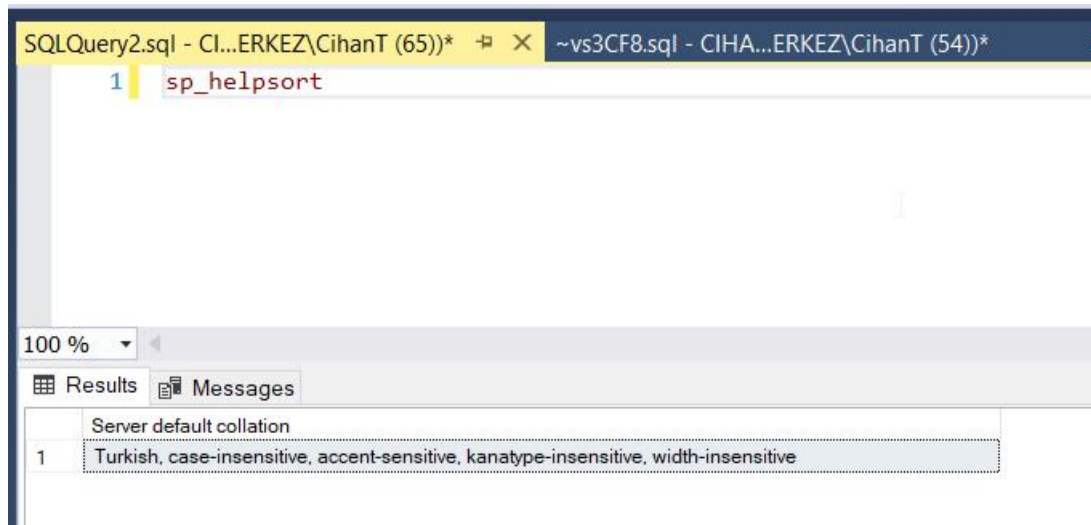 SQLQuery2.sql - CI...ERKEZ\CihanT (65))* ~vs3CF8.sql - CIHA...ERKEZ\CihanT (54))*
1 sp_helpsort
100 %
Results Messages
Server default collation
1 Turkish, case-insensitive, accent-sensitive, kanatype-insensitive, width-insensitive